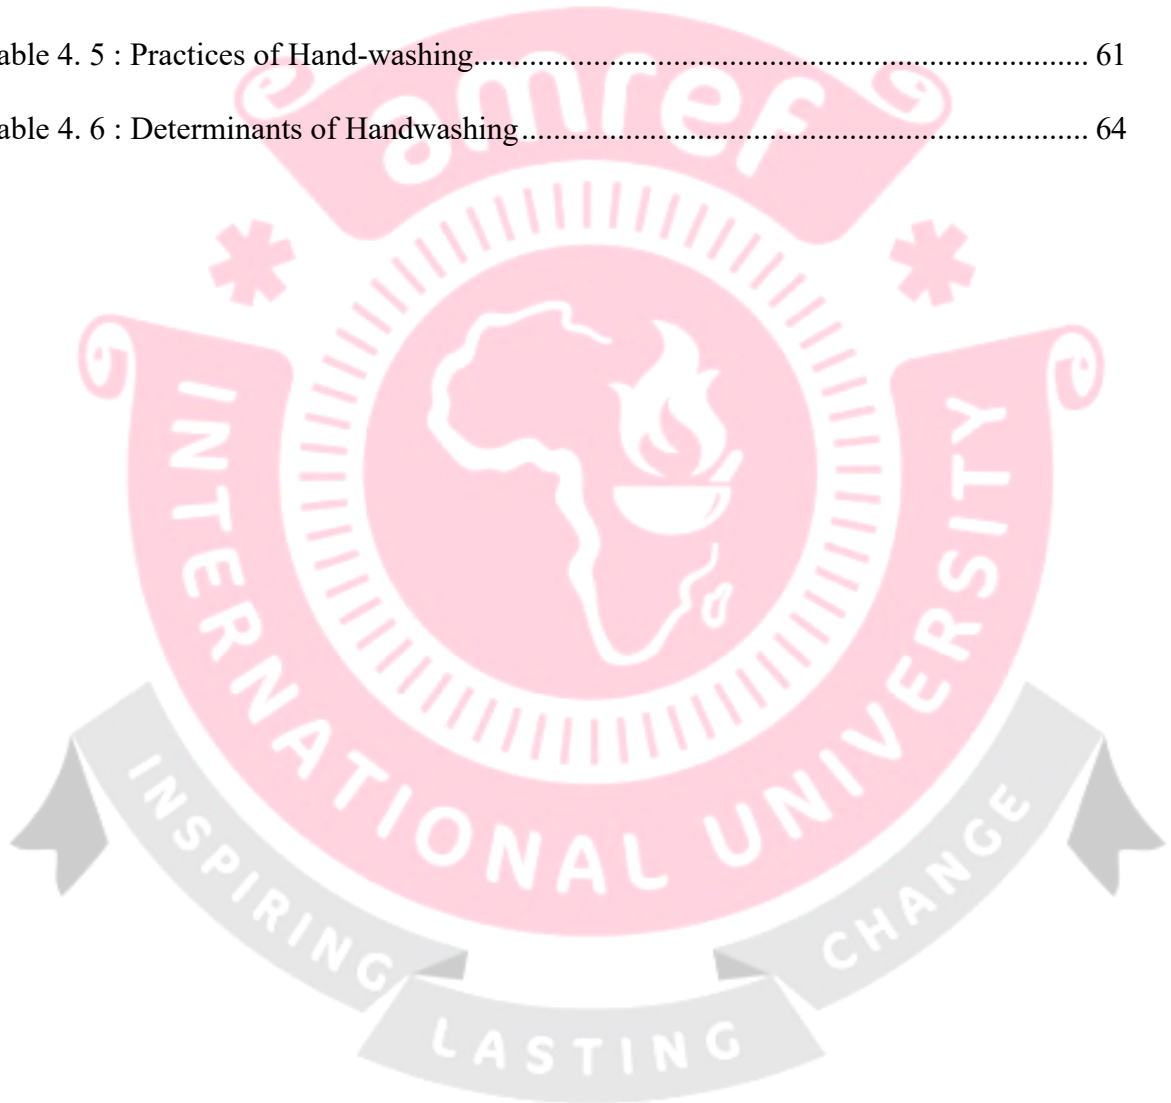 able 4. 5 : Practices of Hand-washing............................................................................. 61
able 4. 6 : Determinants of Handwashing....................................................................... 64
amref
INTERNATIONAL UNIVERSITY
INSPIRING
LASTING
CHANGE